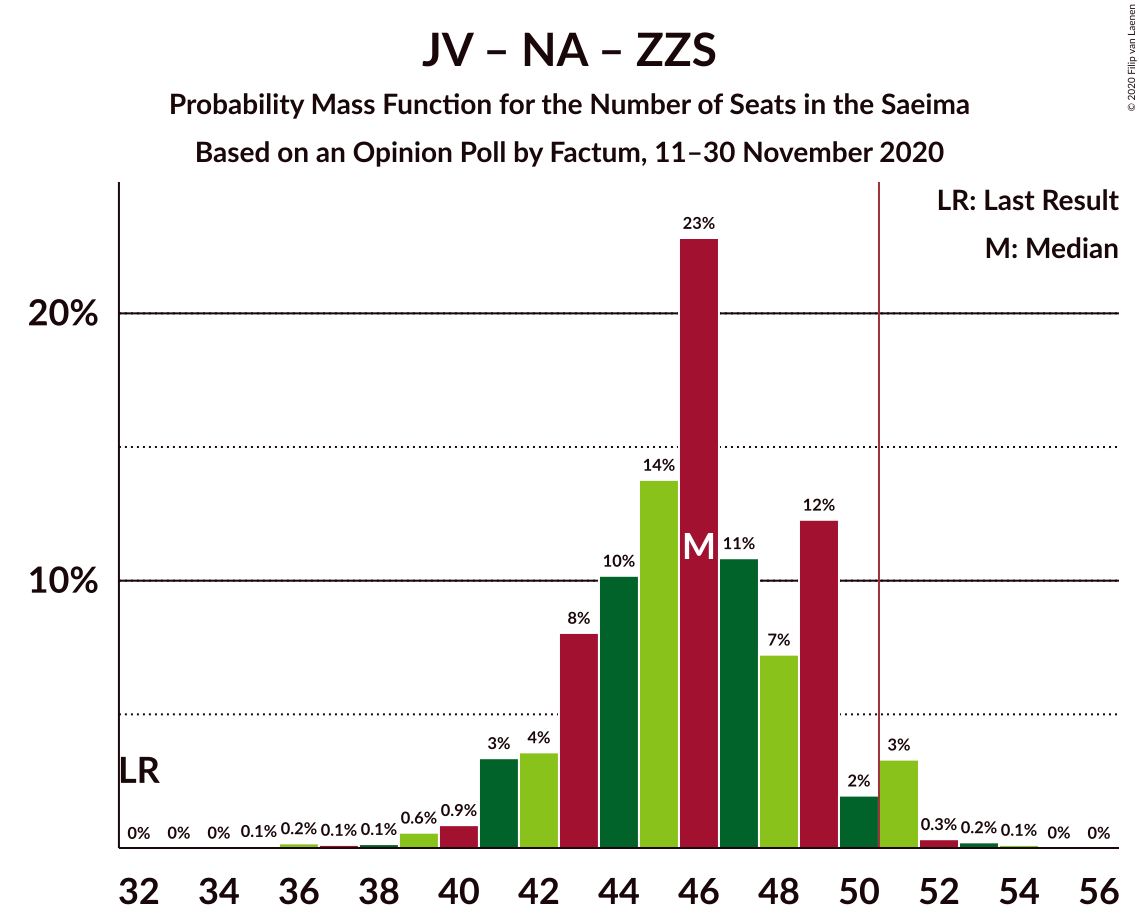 JV – NA – ZZS
Probability Mass Function for the Number of Seats in the Saeima
Based on an Opinion Poll by Factum, 11–30 November 2020
© 2020 Filip van Laenen
LR: Last Result
M: Median
20%
10%
LR
M
0% 0% 0% 0.1% 0.2% 0.1% 0.1% 0.6% 0.9% 3% 4% 8% 10% 14% 23% 11% 7% 12% 2% 3% 0.3% 0.2% 0.1% 0% 0%
32 34 36 38 40 42 44 46 48 50 52 54 56